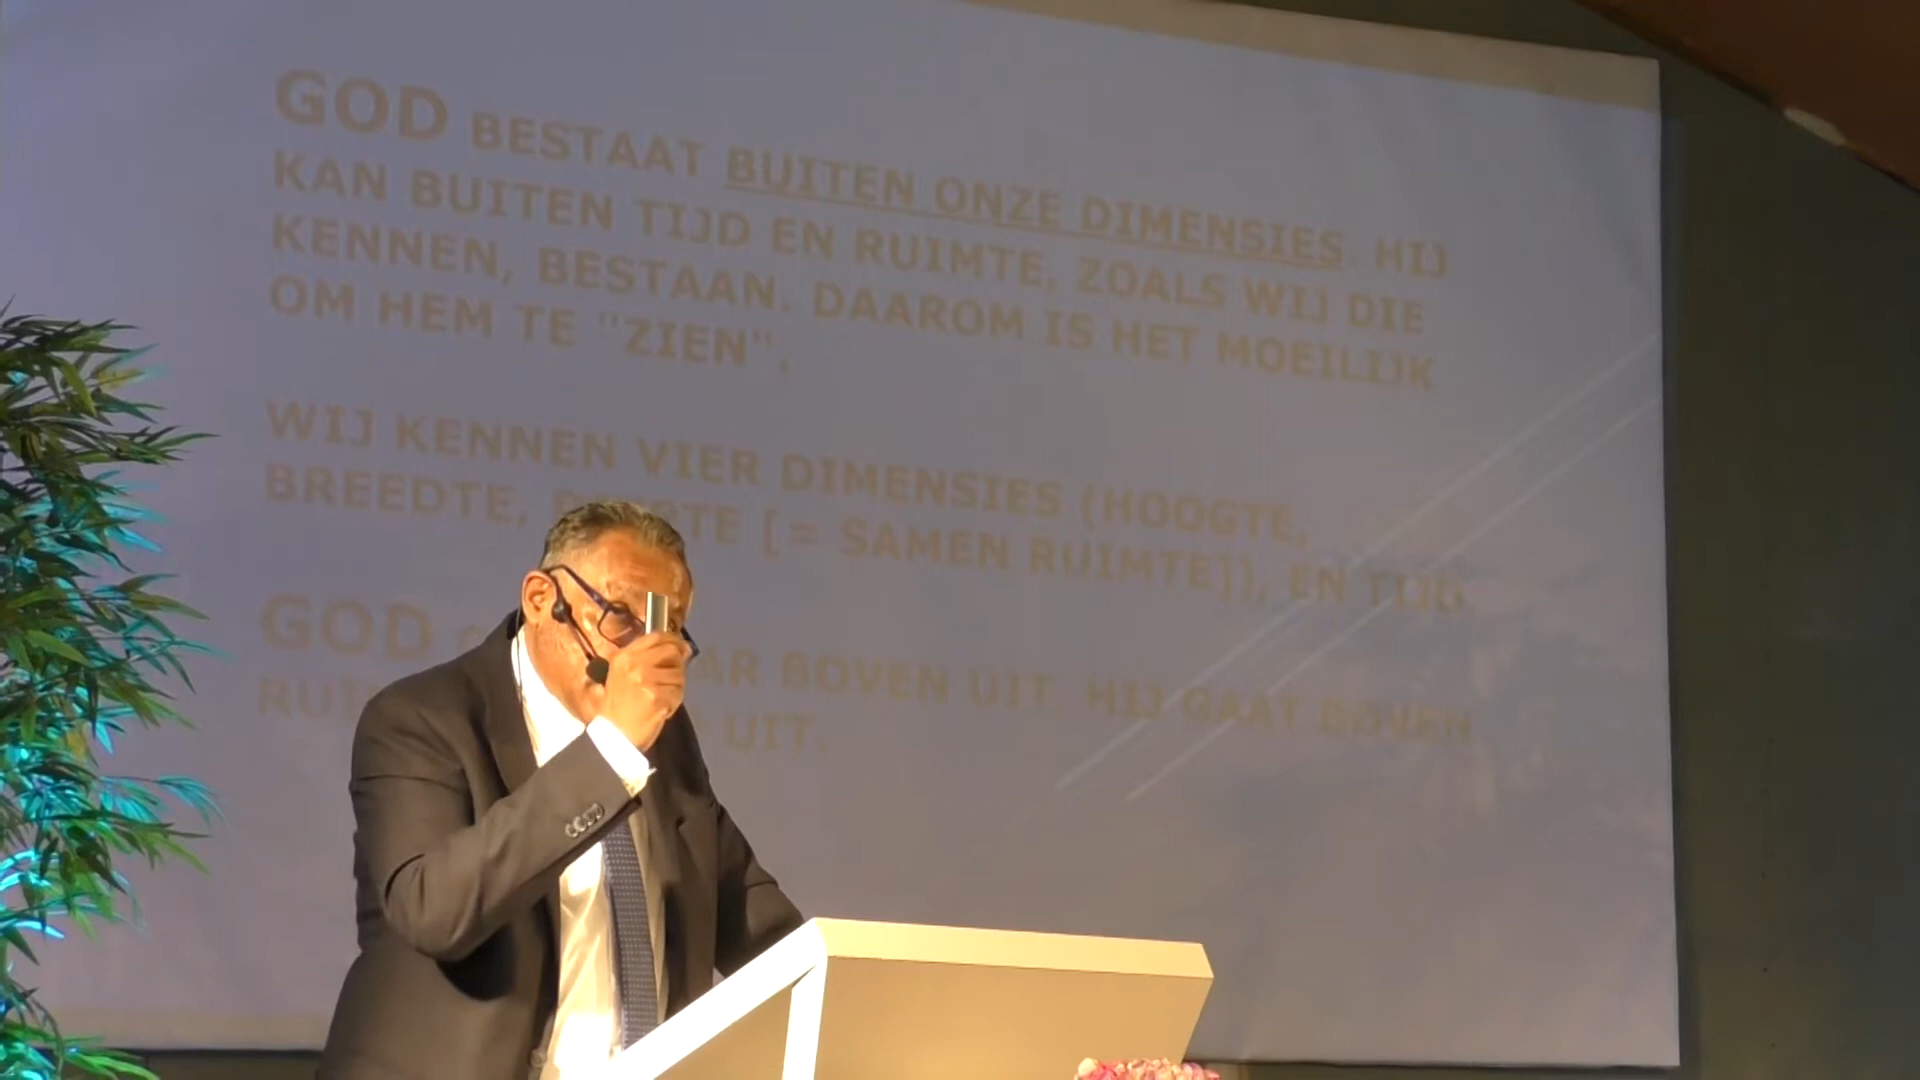 GOD BESTAAT BUITEN ONZE DIMENSIES. HIJ
KAN BUITEN TIJD EN RUIMTE, ZOALS WIJ DIE
KENNEN, BESTAAN. DAAROM IS HET MOEILIJK
OM HEM TE "ZIEN".
WIJ KENNEN VIER DIMENSIES (HOOGTE,
BREEDTE, [= SAMEN RUIMTE]), EN TIJD.
GOD BOVEN UIT. HIJ GAAT BOVEN
UIT.